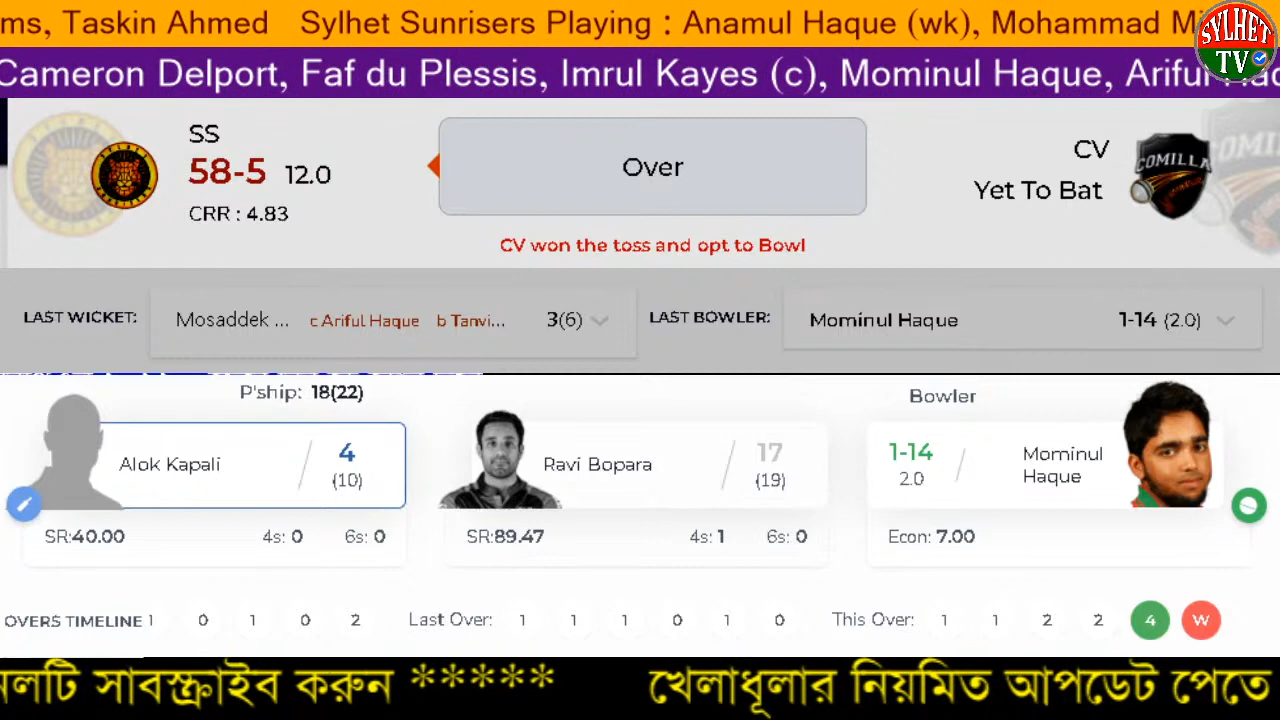 ms, Taskin Ahmed Sylhet Sunrisers Playing : Anamul Haque (wk), Mohammad Mi
SYLHET TV
Cameron Delport, Faf du Plessis, Imrul Kayes (c), Mominul Haque, Ariful Haq
SS
58-5 12.0
CRR : 4.83
Over
CV
Yet To Bat
COMILLA
CV won the toss and opt to Bowl
LAST WICKET: Mosaddek ... c Ariful Haque b Tanvi... 3(6)
LAST BOWLER: Mominul Haque 1-14 (2.0)
P'ship: 18(22)
Bowler
Alok Kapali 4 (10)
Ravi Bopara 17 (19)
1-14 2.0 Mominul Haque
SR:40.00 4s: 0 6s: 0
SR:89.47 4s: 1 6s: 0
Econ: 7.00
OVERS TIMELINE 1 0 1 0 2 Last Over: 1 1 1 0 1 0 This Over: 1 1 2 2 4 W
নলটি সাবস্ক্রাইব করুন ***** খেলাধূলার নিয়মিত আপডেট পেতে